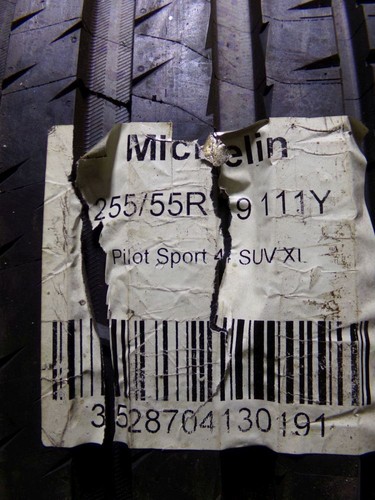 Michelin
255/55R 9 111Y
Pilot Sport 4 SUV XL
3528704130191